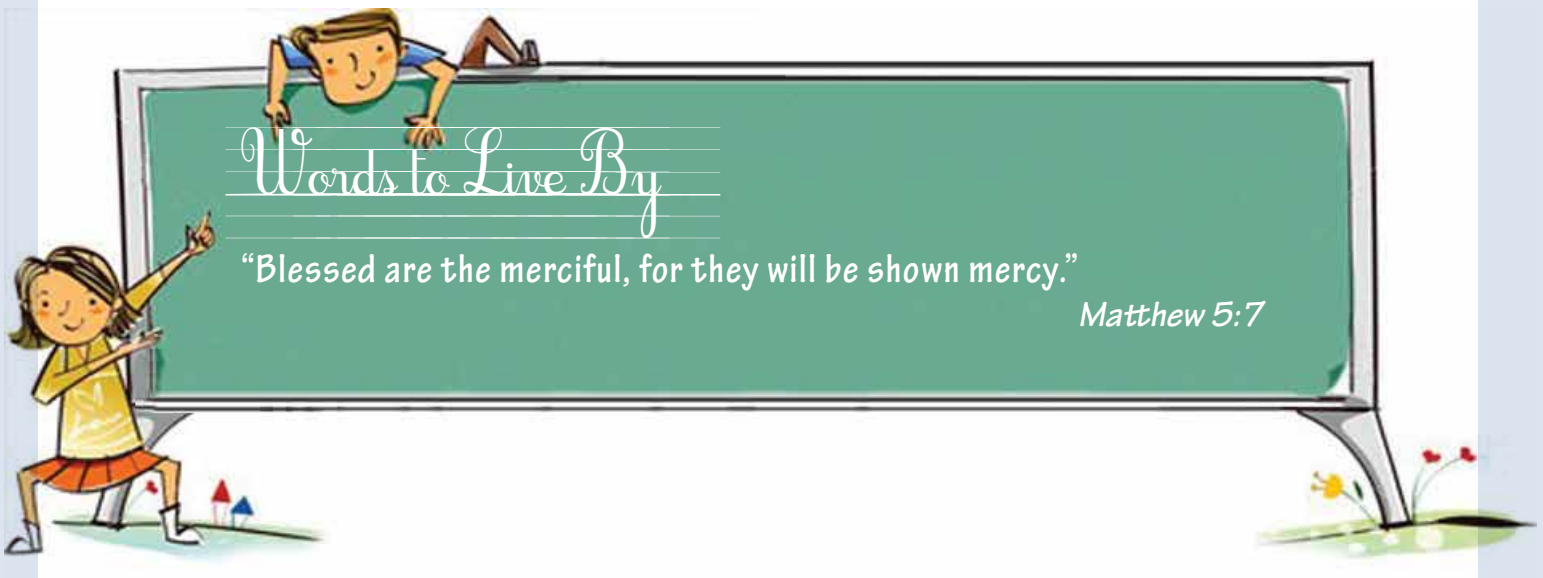 Words to Live By
“Blessed are the merciful, for they will be shown mercy.”
Matthew 5:7